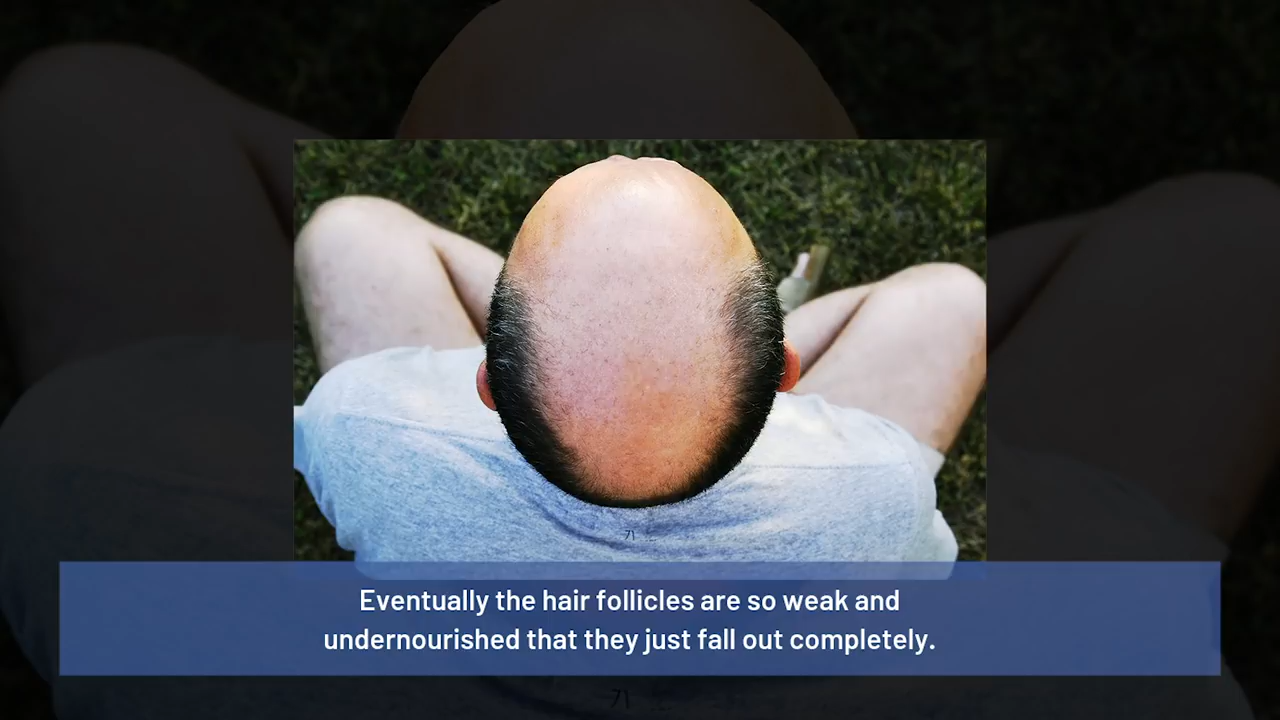 Eventually the hair follicles are so weak and
undernourished that they just fall out completely.